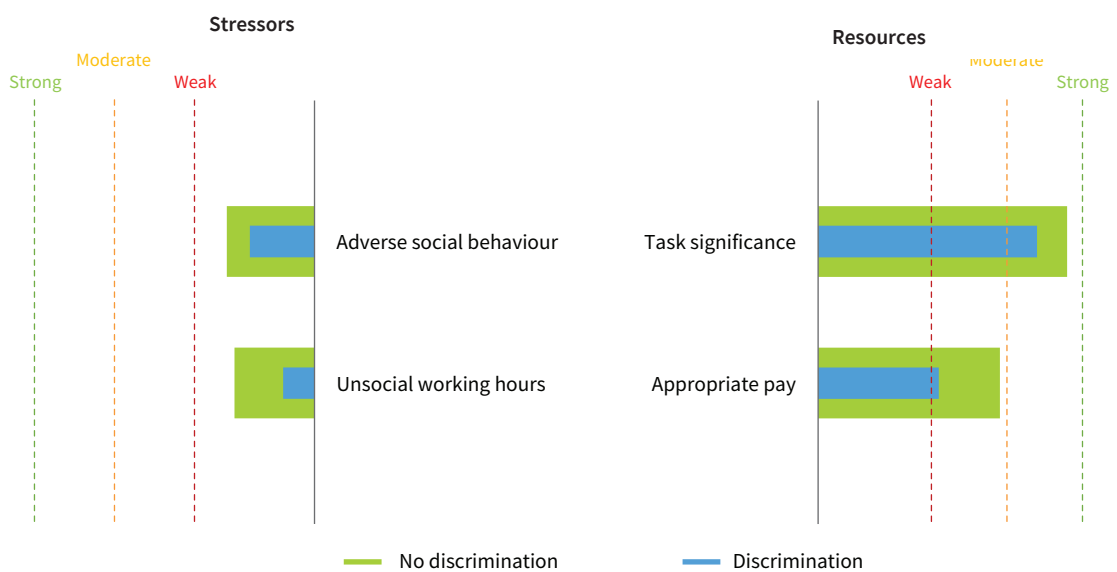 Stressors
Resources
Moderate
Moderate
Strong
Weak
Weak
Strong
Adverse social behaviour
Task significance
Unsocial working hours
Appropriate pay
No discrimination
Discrimination